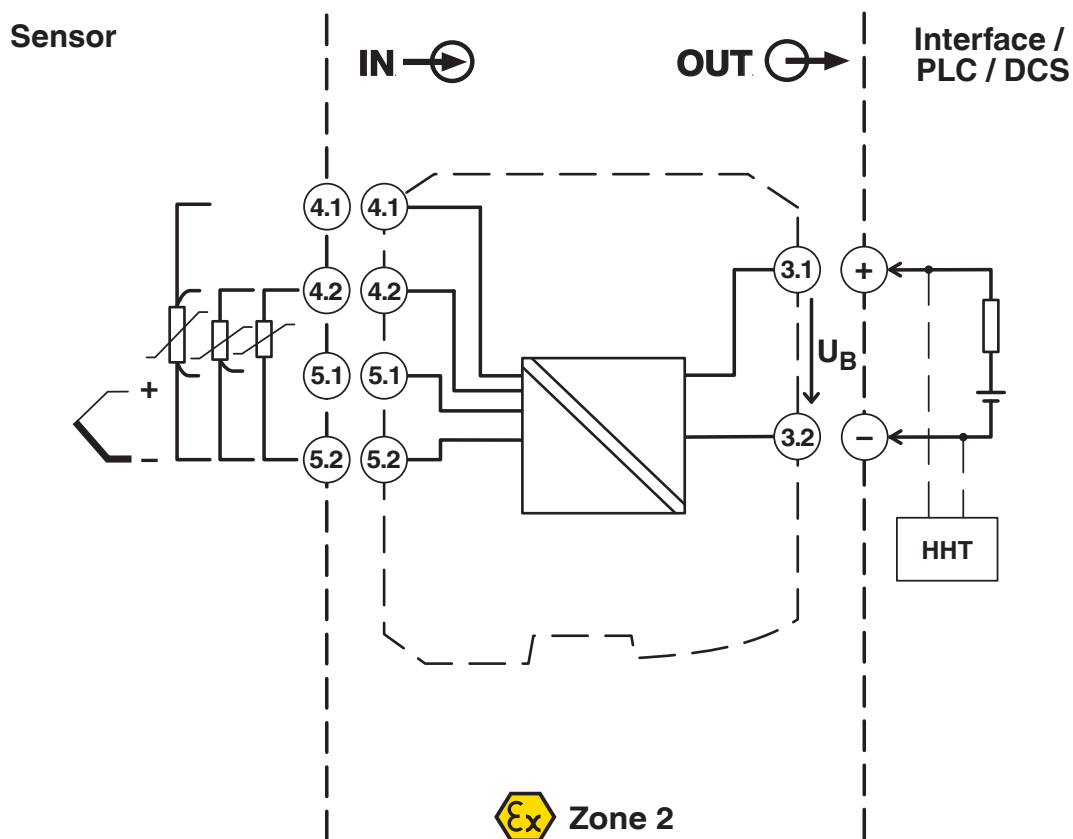 Sensor
IN
OUT
Interface /
PLC / DCS
4.1 4.1
3.1 +
4.2 4.2
UB
5.1 5.1
+
3.2 –
5.2 5.2
–
HHT
Ex Zone 2